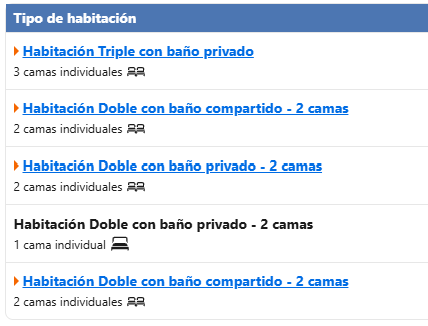 Tipo de habitación
Habitación Triple con baño privado
3 camas individuales
Habitación Doble con baño compartido - 2 camas
2 camas individuales
Habitación Doble con baño privado - 2 camas
2 camas individuales
Habitación Doble con baño privado - 2 camas
1 cama individual
Habitación Doble con baño compartido - 2 camas
2 camas individuales